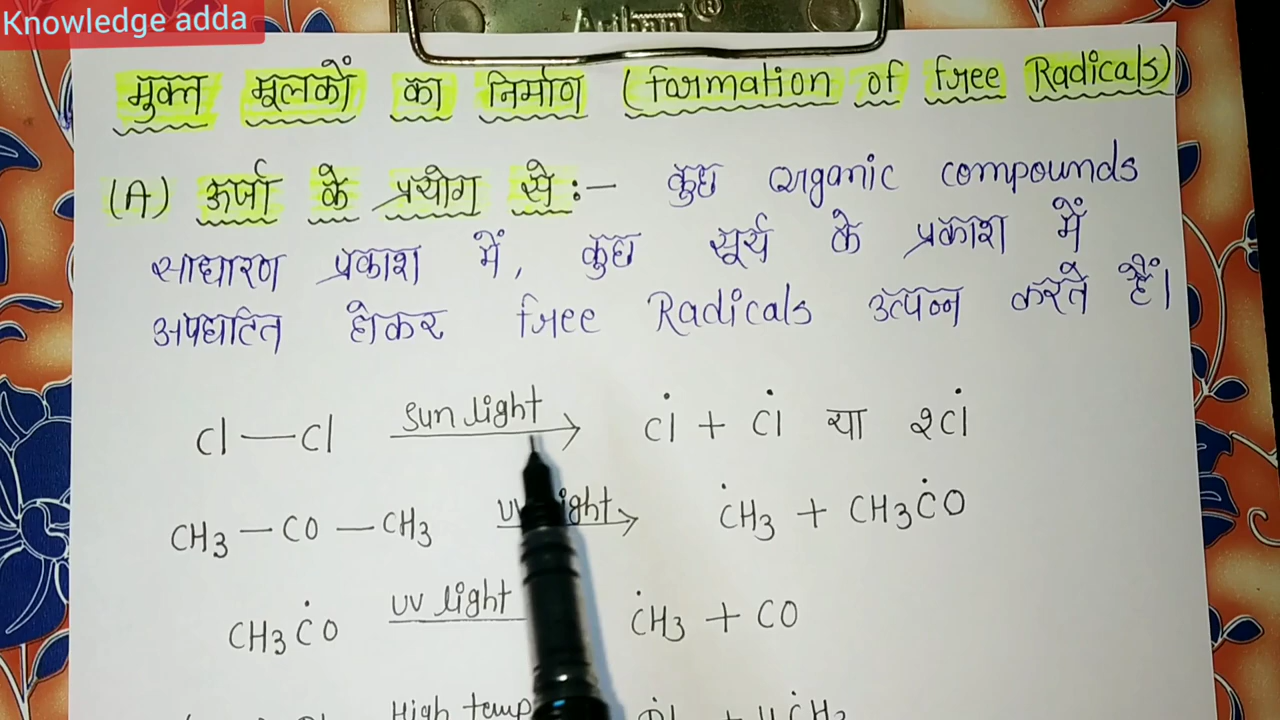 Knowledge adda
मुक्त मूलकों का निर्माण (formation of free Radicals)
(A) ऊर्जा के प्रयोग से :- कुछ organic compounds
साधारण प्रकाश में, कुछ सूर्य के प्रकाश में
अपघटित होकर free Radicals उत्पन्न करते हैं।
Cl—Cl sun light → Ċl + Ċl या 2Ċl
CH3—CO—CH3 light → ĊH3 + CH3ĊO
CH3ĊO uv light ĊH3 + CO
High temp